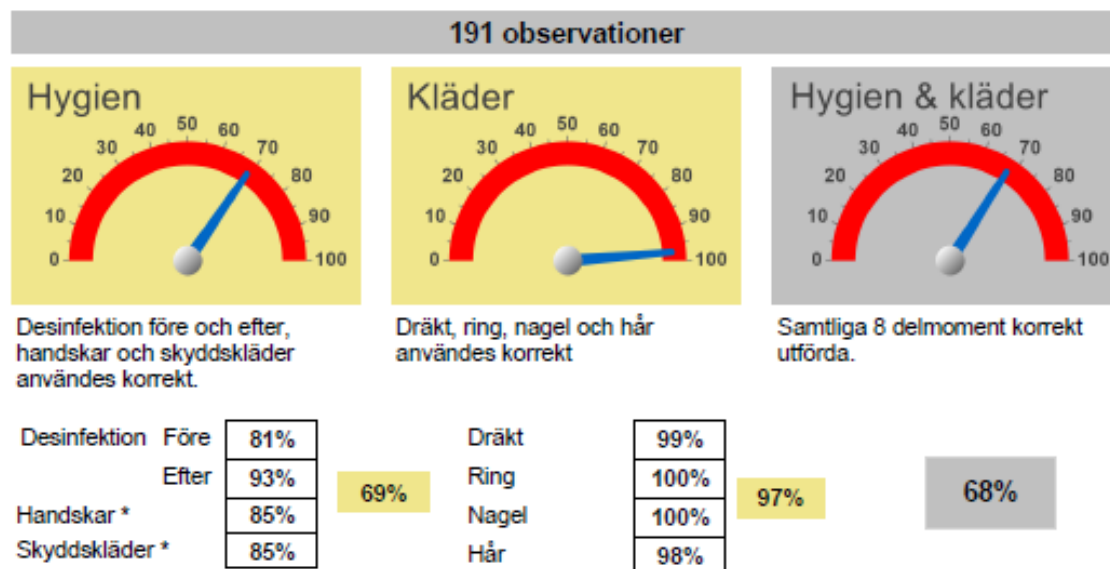 191 observationer
Hygien
0 10 20 30 40 50 60 70 80 90 100
Kläder
0 10 20 30 40 50 60 70 80 90 100
Hygien & kläder
0 10 20 30 40 50 60 70 80 90 100
Desinfektion före och efter,
handskar och skyddskläder
användes korrekt.
Dräkt, ring, nagel och hår
användes korrekt
Samtliga 8 delmoment korrekt
utförda.
Desinfektion Före 81%
Efter 93%
Handskar * 85%
Skyddskläder * 85%
69%
Dräkt 99%
Ring 100%
Nagel 100%
Hår 98%
97%
68%